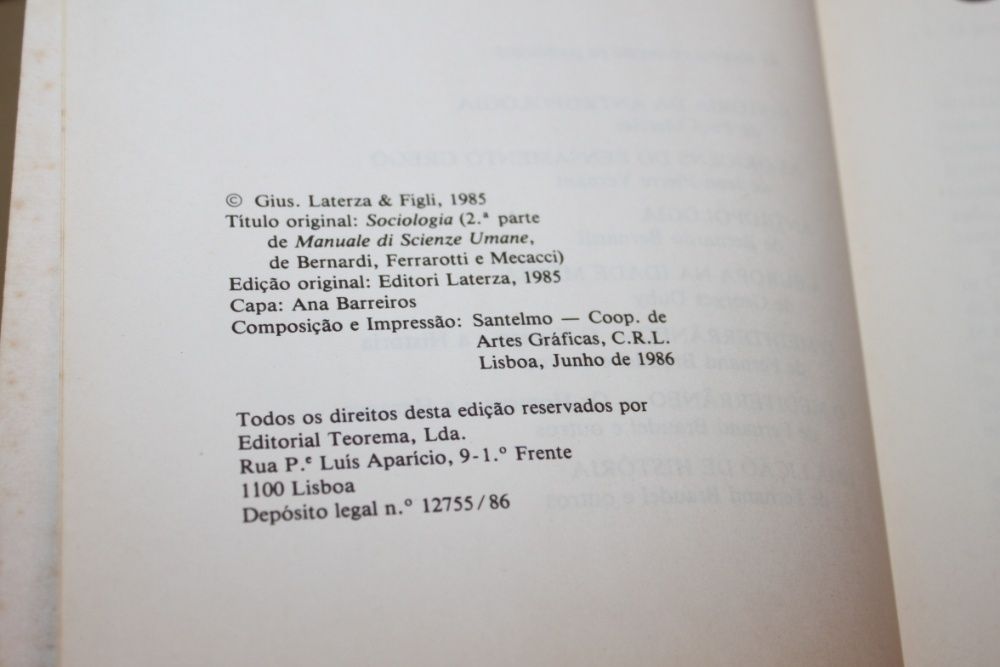 © Gius. Laterza & Figli, 1985
Título original: Sociologia (2.ª parte
de Manuale di Scienze Umane,
de Bernardi, Ferrarotti e Mecacci)
Edição original: Editori Laterza, 1985
Capa: Ana Barreiros
Composição e Impressão: Santelmo — Coop. de
Artes Gráficas, C.R.L.
Lisboa, Junho de 1986
Todos os direitos desta edição reservados por
Editorial Teorema, Lda.
Rua P.e Luís Aparício, 9-1.º Frente
1100 Lisboa
Depósito legal n.º 12755/86